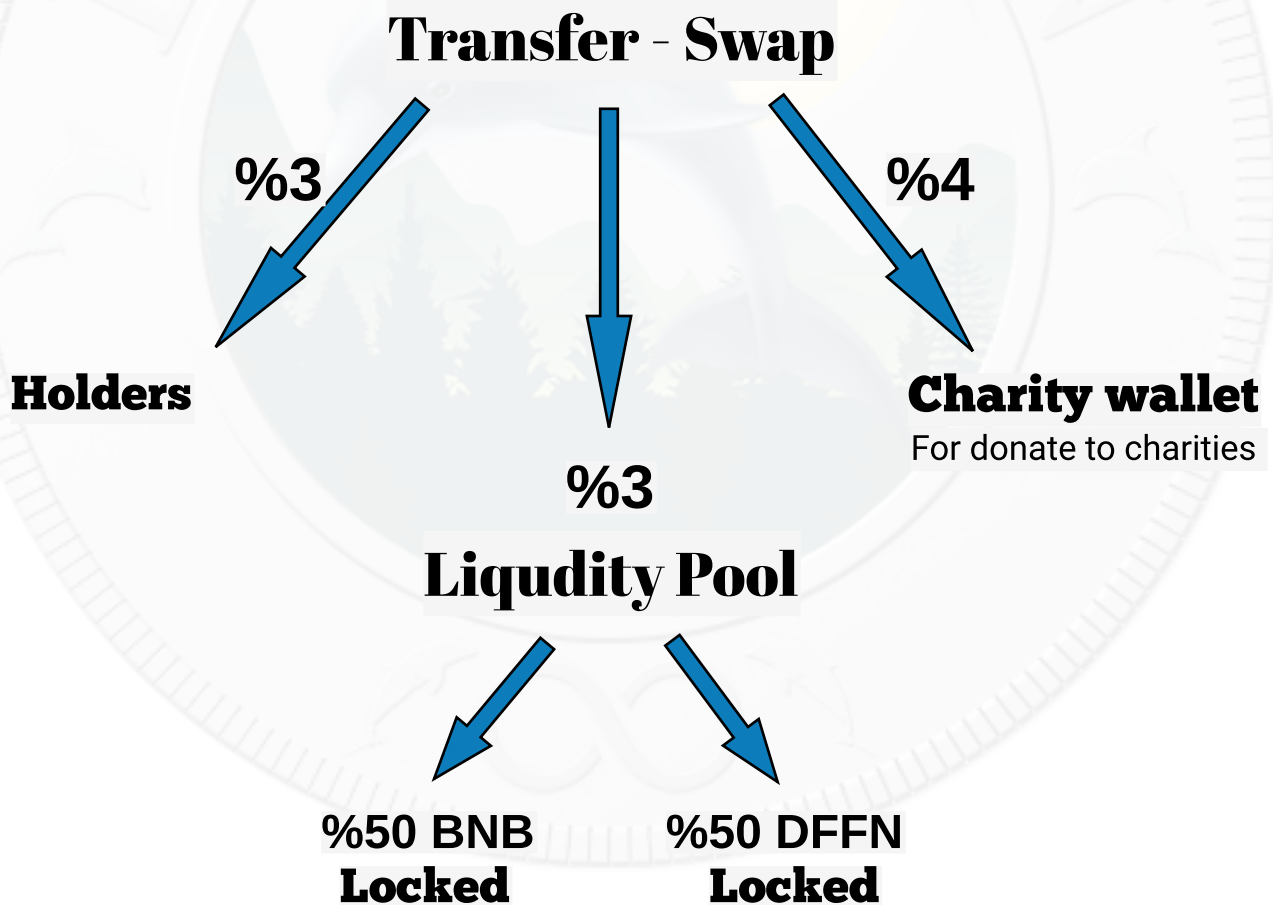 Transfer - Swap
%3
%4
Holders
Charity wallet
For donate to charities
%3
Liqudity Pool
%50 BNB
Locked
%50 DFFN
Locked